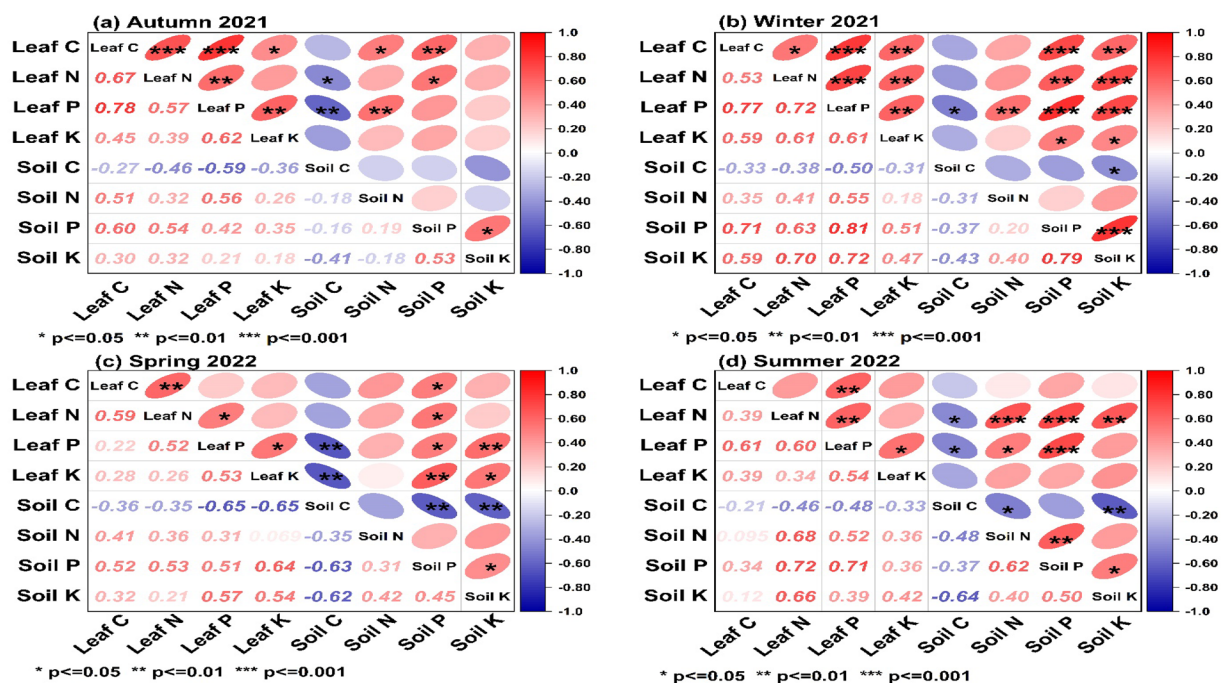 (a) Autumn 2021
Leaf C Leaf C *** *** * * ** 1.0
0.80
Leaf N 0.67 Leaf N ** * * 0.60
Leaf P 0.78 0.57 Leaf P ** ** ** 0.40
Leaf K 0.45 0.39 0.62 Leaf K 0.20
0.0
Soil C -0.27 -0.46 -0.59 -0.36 Soil C -0.20
Soil N 0.51 0.32 0.56 0.26 -0.18 Soil N -0.40
Soil P 0.60 0.54 0.42 0.35 -0.16 0.19 Soil P * -0.60
-0.80
Soil K 0.30 0.32 0.21 0.18 -0.41 -0.18 0.53 Soil K
-1.0
Leaf C Leaf N Leaf P Leaf K Soil C Soil N Soil P Soil K
* p<=0.05 ** p<=0.01 *** p<=0.001
(b) Winter 2021
Leaf C Leaf C * *** ** *** ** 1.0
0.80
Leaf N 0.53 Leaf N *** ** ** *** 0.60
Leaf P 0.77 0.72 Leaf P ** * ** *** *** 0.40
Leaf K 0.59 0.61 0.61 Leaf K * * 0.20
0.0
Soil C -0.33 -0.38 -0.50 -0.31 Soil C * -0.20
Soil N 0.35 0.41 0.55 0.18 -0.31 Soil N -0.40
Soil P 0.71 0.63 0.81 0.51 -0.37 0.20 Soil P *** -0.60
-0.80
Soil K 0.59 0.70 0.72 0.47 -0.43 0.40 0.79 Soil K
-1.0
Leaf C Leaf N Leaf P Leaf K Soil C Soil N Soil P Soil K
* p<=0.05 ** p<=0.01 *** p<=0.001
(c) Spring 2022
Leaf C Leaf C ** * 1.0
0.80
Leaf N 0.59 Leaf N * * 0.60
Leaf P 0.22 0.52 Leaf P * ** * ** 0.40
Leaf K 0.28 0.26 0.53 Leaf K ** ** * 0.20
0.0
Soil C -0.36 -0.35 -0.65 -0.65 Soil C ** ** -0.20
Soil N 0.41 0.36 0.31 0.069 -0.35 Soil N -0.40
Soil P 0.52 0.53 0.51 0.64 -0.63 0.31 Soil P * -0.60
-0.80
Soil K 0.32 0.21 0.57 0.54 -0.62 0.42 0.45 Soil K
-1.0
Leaf C Leaf N Leaf P Leaf K Soil C Soil N Soil P Soil K
* p<=0.05 ** p<=0.01 *** p<=0.001
(d) Summer 2022
Leaf C Leaf C ** 1.0
0.80
Leaf N 0.39 Leaf N ** * *** *** ** 0.60
Leaf P 0.61 0.60 Leaf P * * * *** 0.40
Leaf K 0.39 0.34 0.54 Leaf K 0.20
0.0
Soil C -0.21 -0.46 -0.48 -0.33 Soil C * ** -0.20
Soil N 0.095 0.68 0.52 0.36 -0.48 Soil N ** -0.40
Soil P 0.34 0.72 0.71 0.36 -0.37 0.62 Soil P * -0.60
-0.80
Soil K 0.12 0.66 0.39 0.42 -0.64 0.40 0.50 Soil K
-1.0
Leaf C Leaf N Leaf P Leaf K Soil C Soil N Soil P Soil K
* p<=0.05 ** p<=0.01 *** p<=0.001